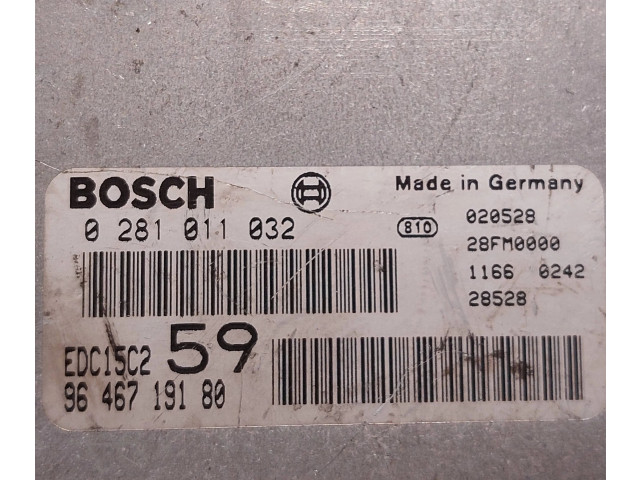 BOSCH
Made in Germany
0 281 011 032
810
020528
28FM0000
1166 0242
28528
EDC15C2 59
96 467 191 80